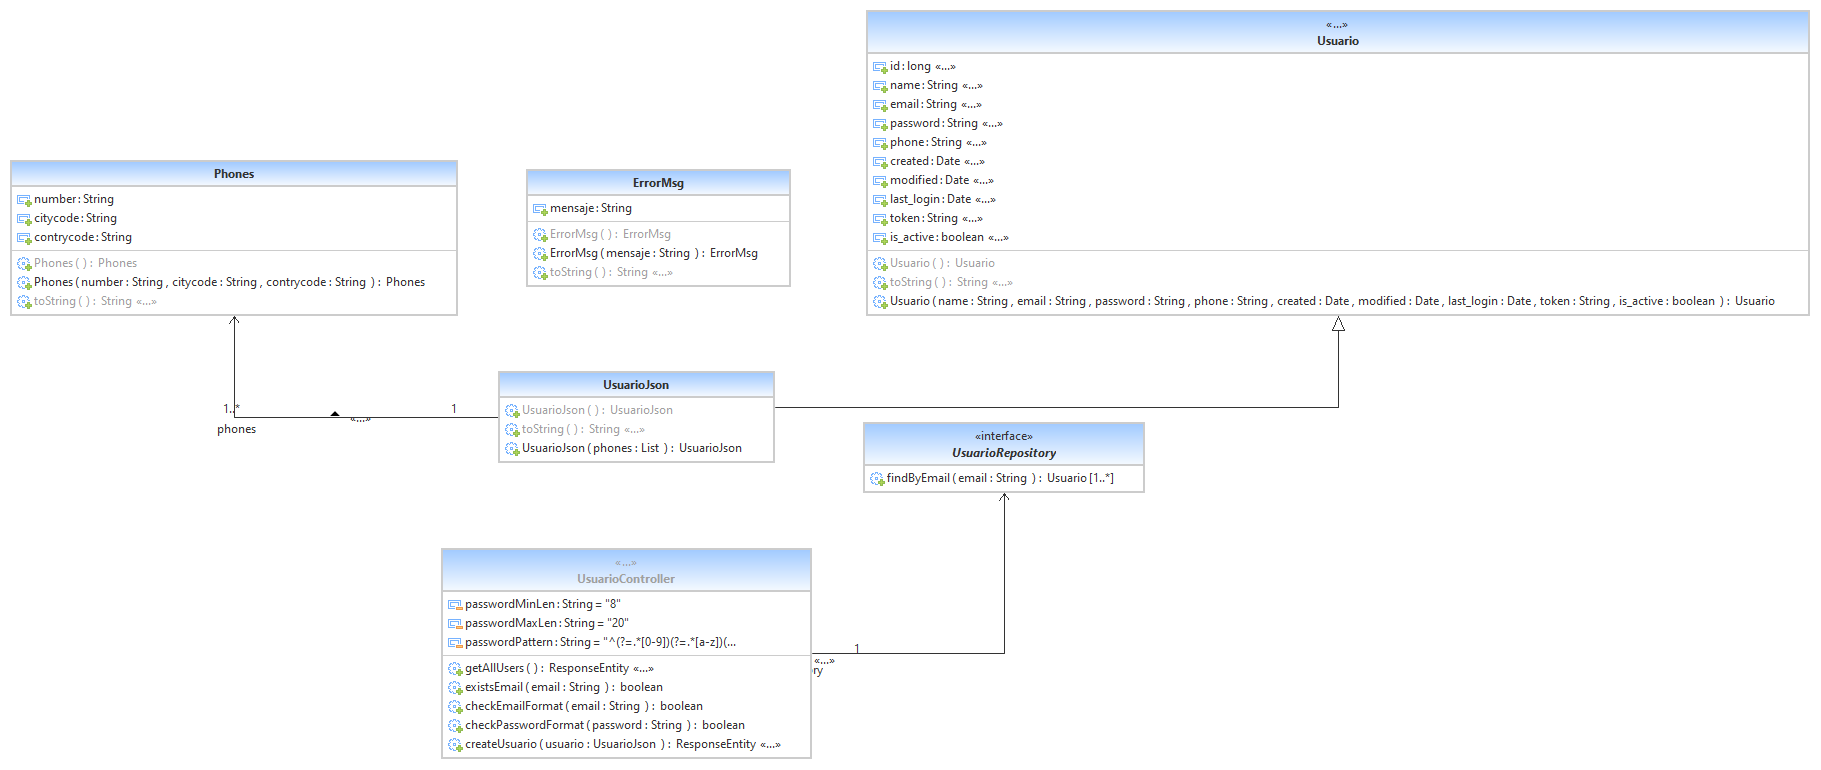 «...»
Usuario
id : long «...»
name : String «...»
email : String «...»
password : String «...»
phone : String «...»
created : Date «...»
modified : Date «...»
last_login : Date «...»
token : String «...»
is_active : boolean «...»
Usuario ( ) : Usuario
toString ( ) : String «...»
Usuario ( name : String , email : String , password : String , phone : String , created : Date , modified : Date , last_login : Date , token : String , is_active : boolean ) : Usuario
Phones
number : String
citycode : String
contrycode : String
Phones ( ) : Phones
Phones ( number : String , citycode : String , contrycode : String ) : Phones
toString ( ) : String «...»
ErrorMsg
mensaje : String
ErrorMsg ( ) : ErrorMsg
ErrorMsg ( mensaje : String ) : ErrorMsg
toString ( ) : String «...»
UsuarioJson
UsuarioJson ( ) : UsuarioJson
toString ( ) : String «...»
UsuarioJson ( phones : List ) : UsuarioJson
1..*
1
«...»
phones
«interface»
UsuarioRepository
findByEmail ( email : String ) : Usuario [1..*]
«...»
UsuarioController
passwordMinLen : String = "8"
passwordMaxLen : String = "20"
passwordPattern : String = "^(?=.*[0-9])(?=.*[a-z])(...
getAllUsers ( ) : ResponseEntity «...»
existsEmail ( email : String ) : boolean
checkEmailFormat ( email : String ) : boolean
checkPasswordFormat ( password : String ) : boolean
createUsuario ( usuario : UsuarioJson ) : ResponseEntity «...»
1
«...»
ry